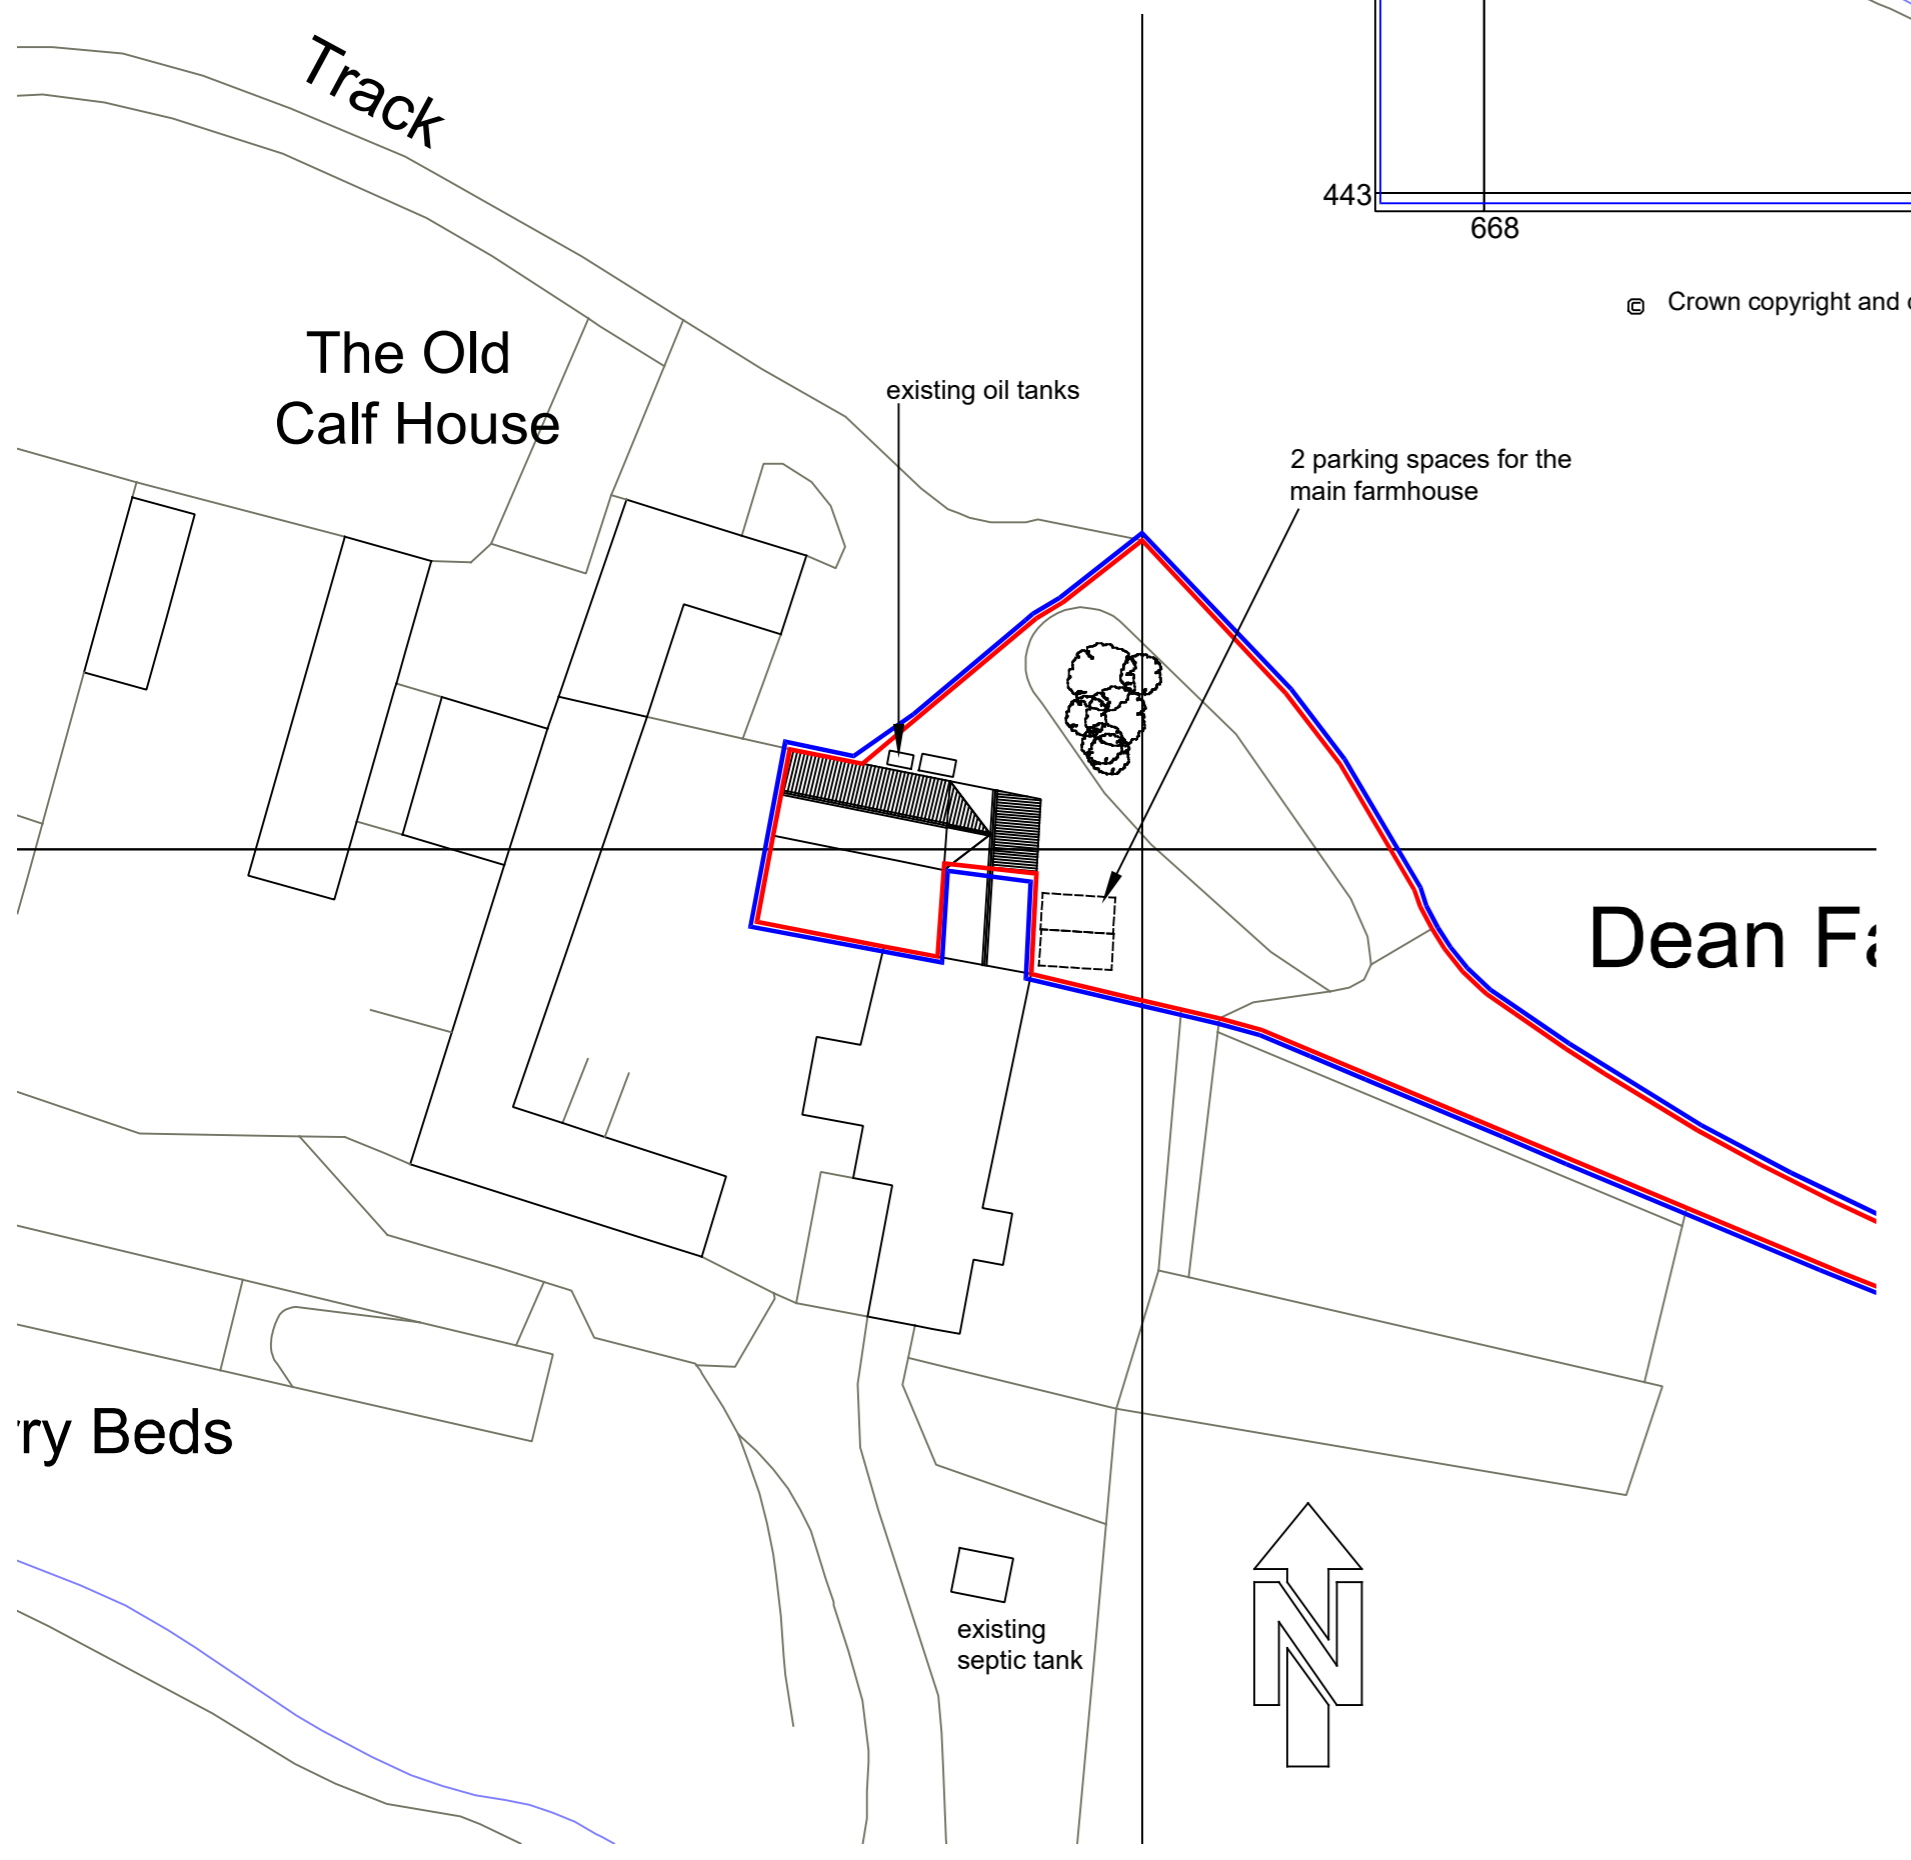 Track
443
668
© Crown copyright and
The Old
Calf House
existing oil tanks
2 parking spaces for the
main farmhouse
Dean Fa
ry Beds
existing
septic tank
N